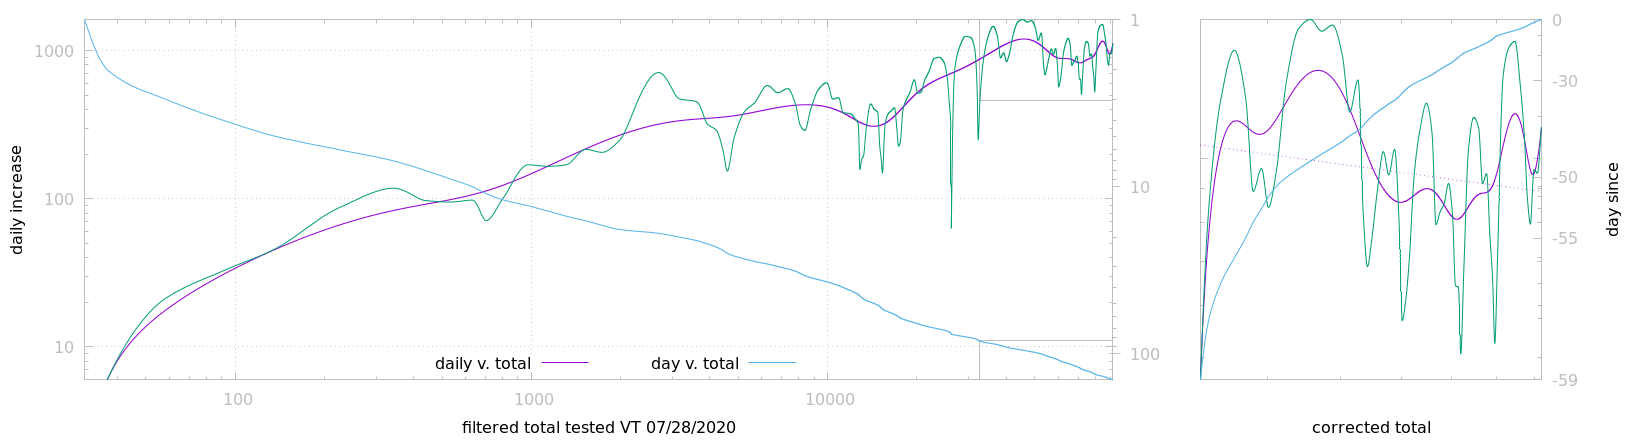 1000
100
10
daily increase
1
10
100
daily v. total
day v. total
100
1000
10000
filtered total tested VT 07/28/2020
0
-30
-50
-55
-59
day since
corrected total